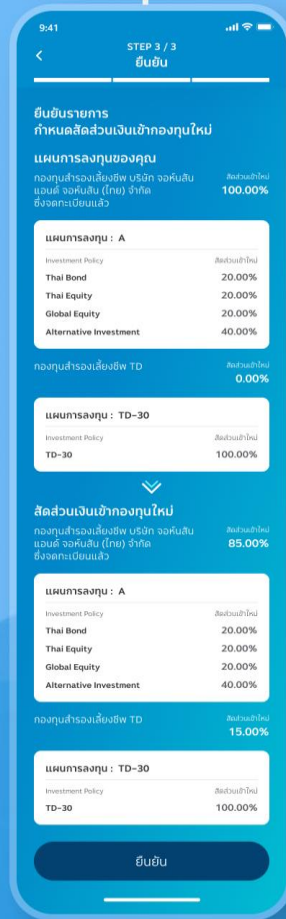 9:41
STEP 3 / 3
ยืนยัน
ยืนยันรายการ
กำหนดสัดส่วนเงินเข้ากองทุนใหม่
แผนการลงทุนของคุณ
กองทุนสำรองเลี้ยงชีพ บริษัท จอห์นสัน
แอนด์ จอห์นสัน (ไทย) จำกัด
ซึ่งจดทะเบียนแล้ว
สัดส่วนเข้าใหม่
100.00%
แผนการลงทุน : A
Investment Policy สัดส่วนเข้าใหม่
Thai Bond 20.00%
Thai Equity 20.00%
Global Equity 20.00%
Alternative Investment 40.00%
กองทุนสำรองเลี้ยงชีพ TD สัดส่วนเข้าใหม่
0.00%
แผนการลงทุน : TD-30
Investment Policy สัดส่วนเข้าใหม่
TD-30 100.00%
สัดส่วนเงินเข้ากองทุนใหม่
กองทุนสำรองเลี้ยงชีพ บริษัท จอห์นสัน
แอนด์ จอห์นสัน (ไทย) จำกัด
ซึ่งจดทะเบียนแล้ว
สัดส่วนเข้าใหม่
85.00%
แผนการลงทุน : A
Investment Policy สัดส่วนเข้าใหม่
Thai Bond 20.00%
Thai Equity 20.00%
Global Equity 20.00%
Alternative Investment 40.00%
กองทุนสำรองเลี้ยงชีพ TD สัดส่วนเข้าใหม่
15.00%
แผนการลงทุน : TD-30
Investment Policy สัดส่วนเข้าใหม่
TD-30 100.00%
ยืนยัน